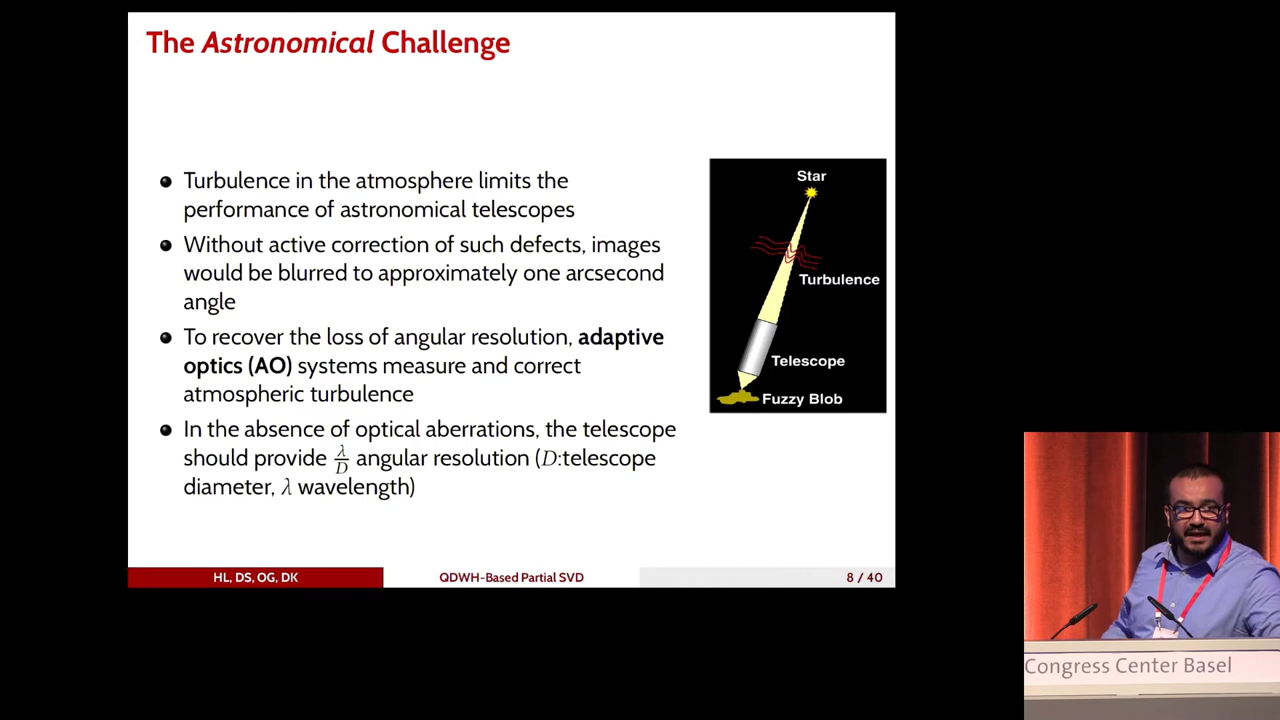 The Astronomical Challenge
Turbulence in the atmosphere limits the
performance of astronomical telescopes
Without active correction of such defects, images
would be blurred to approximately one arcsecond
angle
To recover the loss of angular resolution, adaptive
optics (AO) systems measure and correct
atmospheric turbulence
In the absence of optical aberrations, the telescope
should provide λ/D angular resolution (D:telescope
diameter, λ wavelength)
Star
Turbulence
Telescope
Fuzzy Blob
HL, DS, OG, DK
QDWH-Based Partial SVD
8 / 40
Congress Center Basel